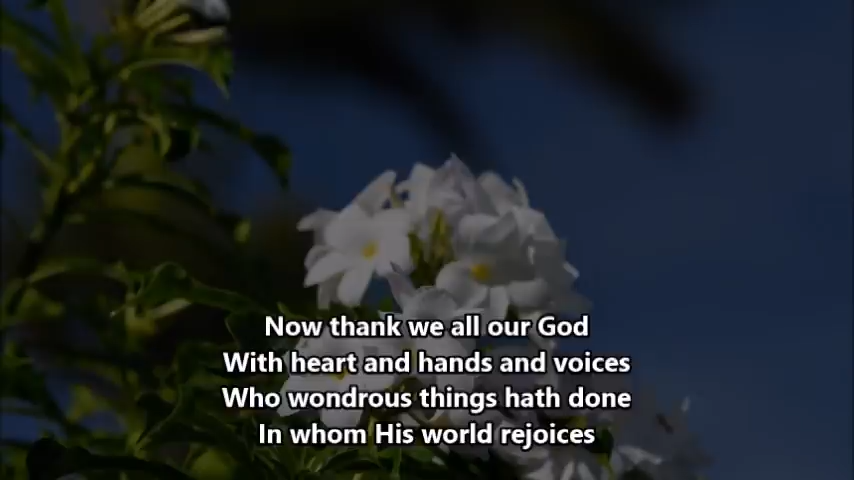 Now thank we all our God
With heart and hands and voices
Who wondrous things hath done
In whom His world rejoices